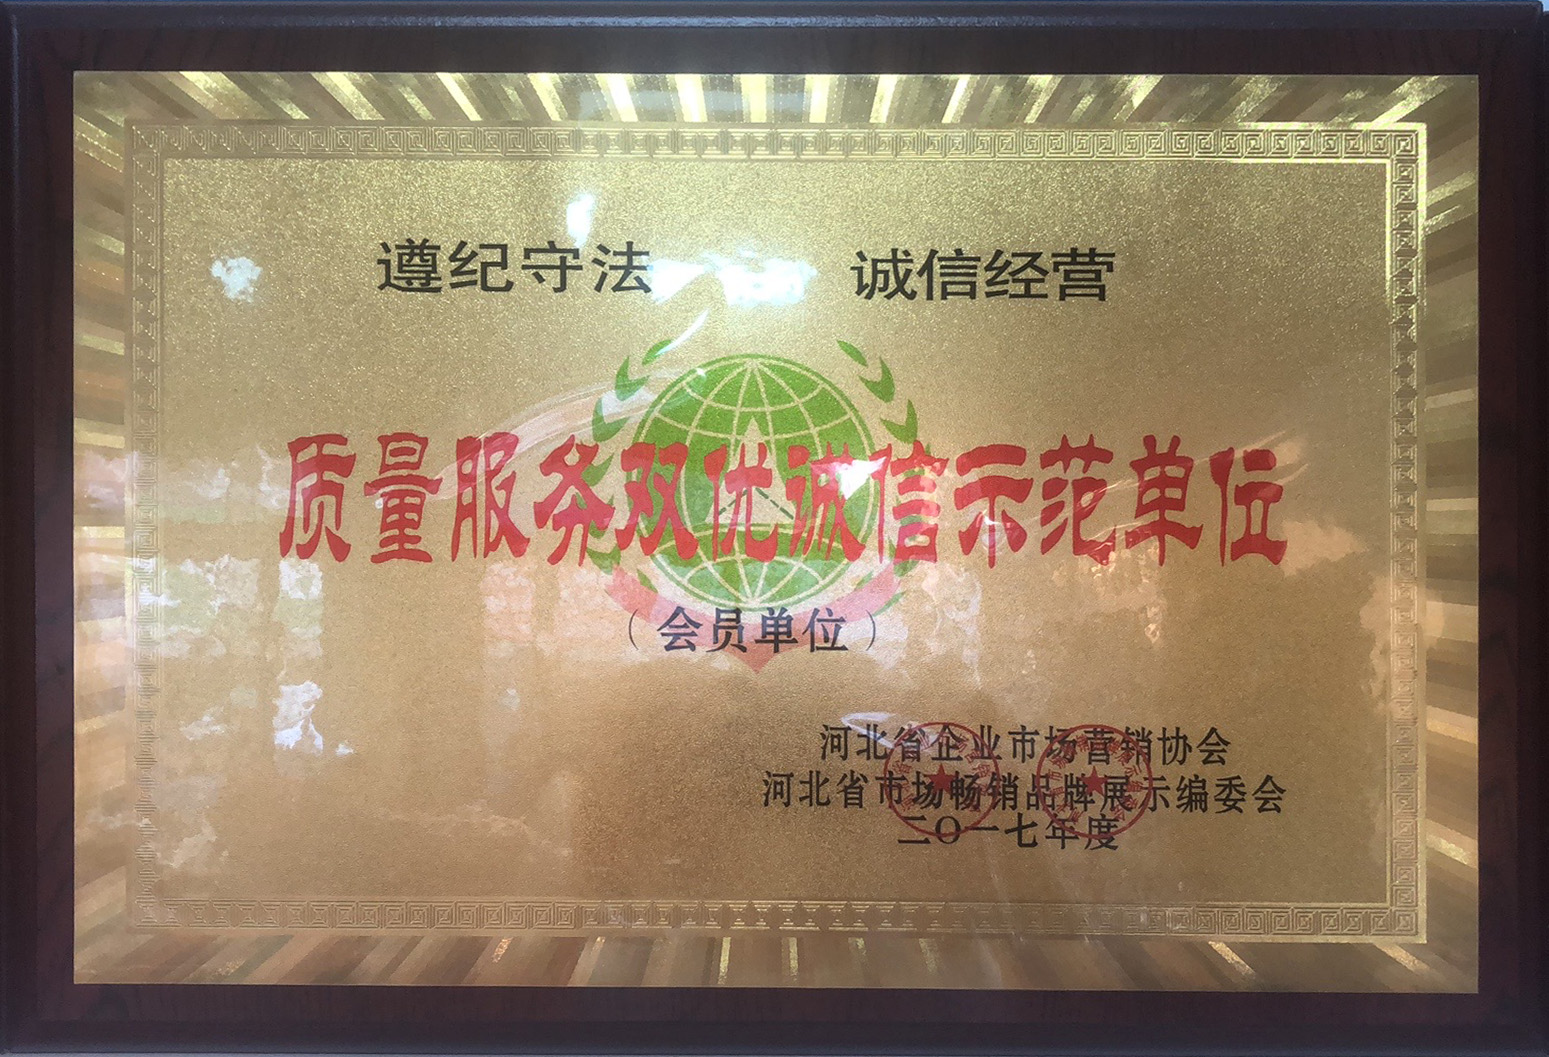 遵纪守法 诚信经营
质量服务双优诚信示范单位
（会员单位）
河北省企业市场营销协会
河北省市场畅销品牌展示编委会
二〇一七年度